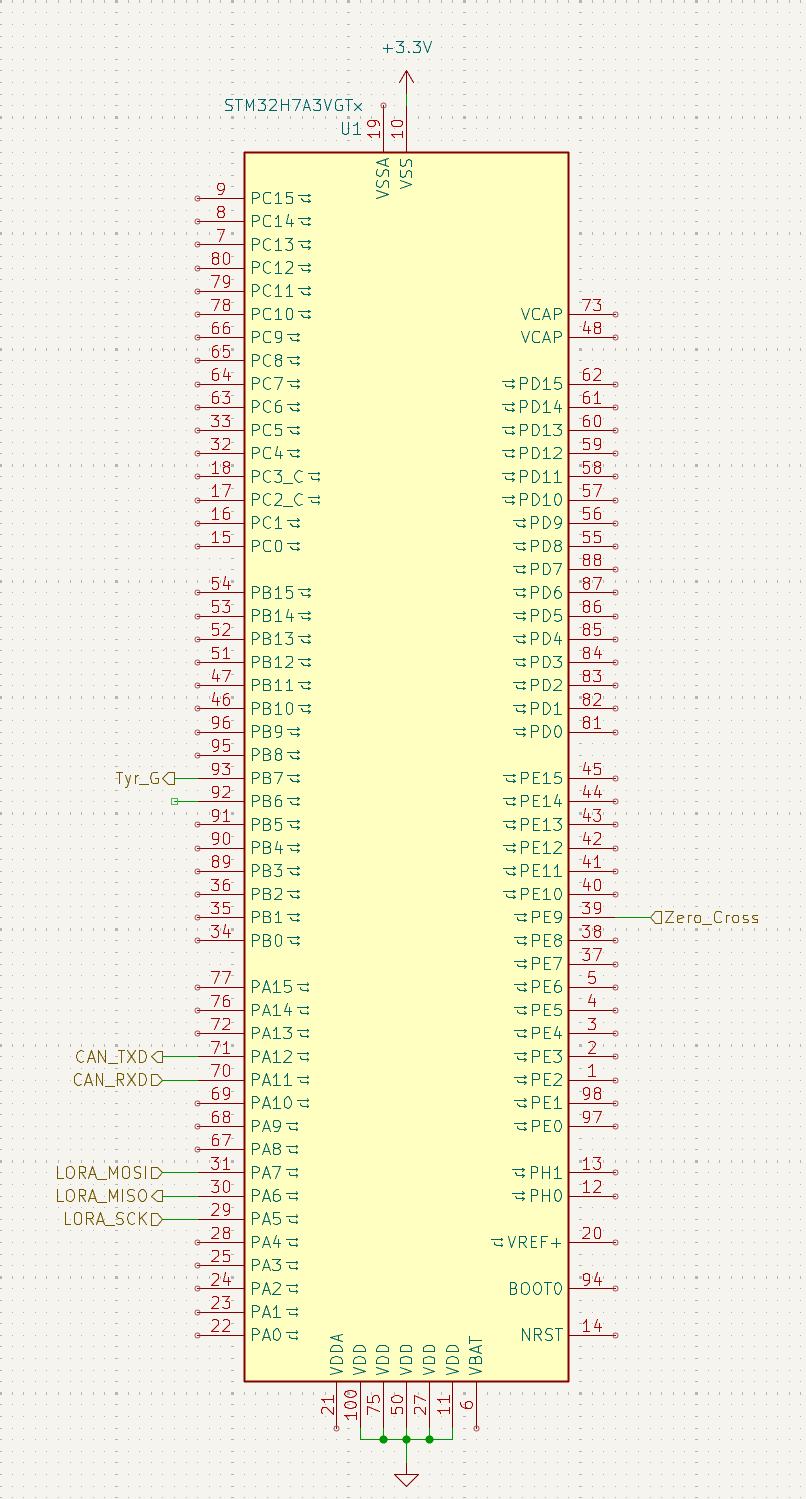 +3.3V
STM32H7A3VGTx
U1
19 10
VSSA VSS
9 PC15
8 PC14
7 PC13
80 PC12
79 PC11
78 PC10 VCAP 73
66 PC9 VCAP 48
65 PC8
64 PC7 PD15 62
63 PC6 PD14 61
33 PC5 PD13 60
32 PC4 PD12 59
18 PC3_C PD11 58
17 PC2_C PD10 57
16 PC1 PD9 56
15 PC0 PD8 55
PD7 88
54 PB15 PD6 87
53 PB14 PD5 86
52 PB13 PD4 85
51 PB12 PD3 84
47 PB11 PD2 83
46 PB10 PD1 82
96 PB9 PD0 81
95 PB8
Tyr_G 93 PB7 PE15 45
92 PB6 PE14 44
91 PB5 PE13 43
90 PB4 PE12 42
89 PB3 PE11 41
36 PB2 PE10 40
35 PB1 PE9 39 Zero_Cross
34 PB0 PE8 38
PE7 37
77 PA15 PE6 5
76 PA14 PE5 4
72 PA13 PE4 3
CAN_TXD 71 PA12 PE3 2
CAN_RXD 70 PA11 PE2 1
69 PA10 PE1 98
68 PA9 PE0 97
67 PA8
LORA_MOSI 31 PA7 PH1 13
LORA_MISO 30 PA6 PH0 12
LORA_SCK 29 PA5
28 PA4 VREF+ 20
25 PA3
24 PA2 BOOT0 94
23 PA1
22 PA0 NRST 14
VDDA VDD VDD VDD VDD VDD VBAT
21 100 75 50 27 11 6